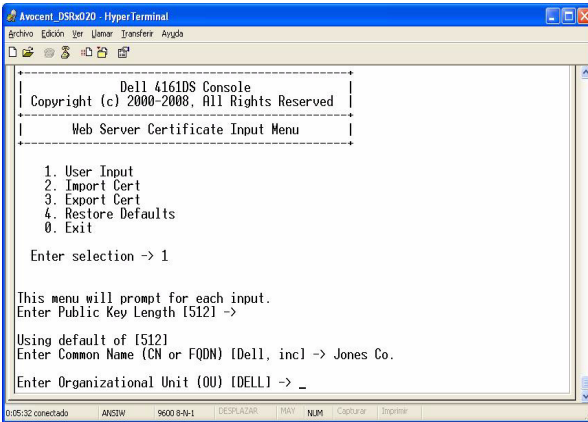 Avocent_DSRx020 - HyperTerminal
Archivo Edición Ver Llamar Transferir Ayuda
Dell 4161DS Console
Copyright (c) 2000-2008, All Rights Reserved
Web Server Certificate Input Menu
1. User Input
2. Import Cert
3. Export Cert
4. Restore Defaults
0. Exit
Enter selection -> 1
This menu will prompt for each input.
Enter Public Key Length [512] ->
Using default of [512]
Enter Common Name (CN or FQDN) [Dell, inc] -> Jones Co.
Enter Organizational Unit (OU) [DELL] -> _
0:05:32 conectado ANSIW 9600 8-N-1 DESPLAZAR MAY NUM Capturar Imprimir